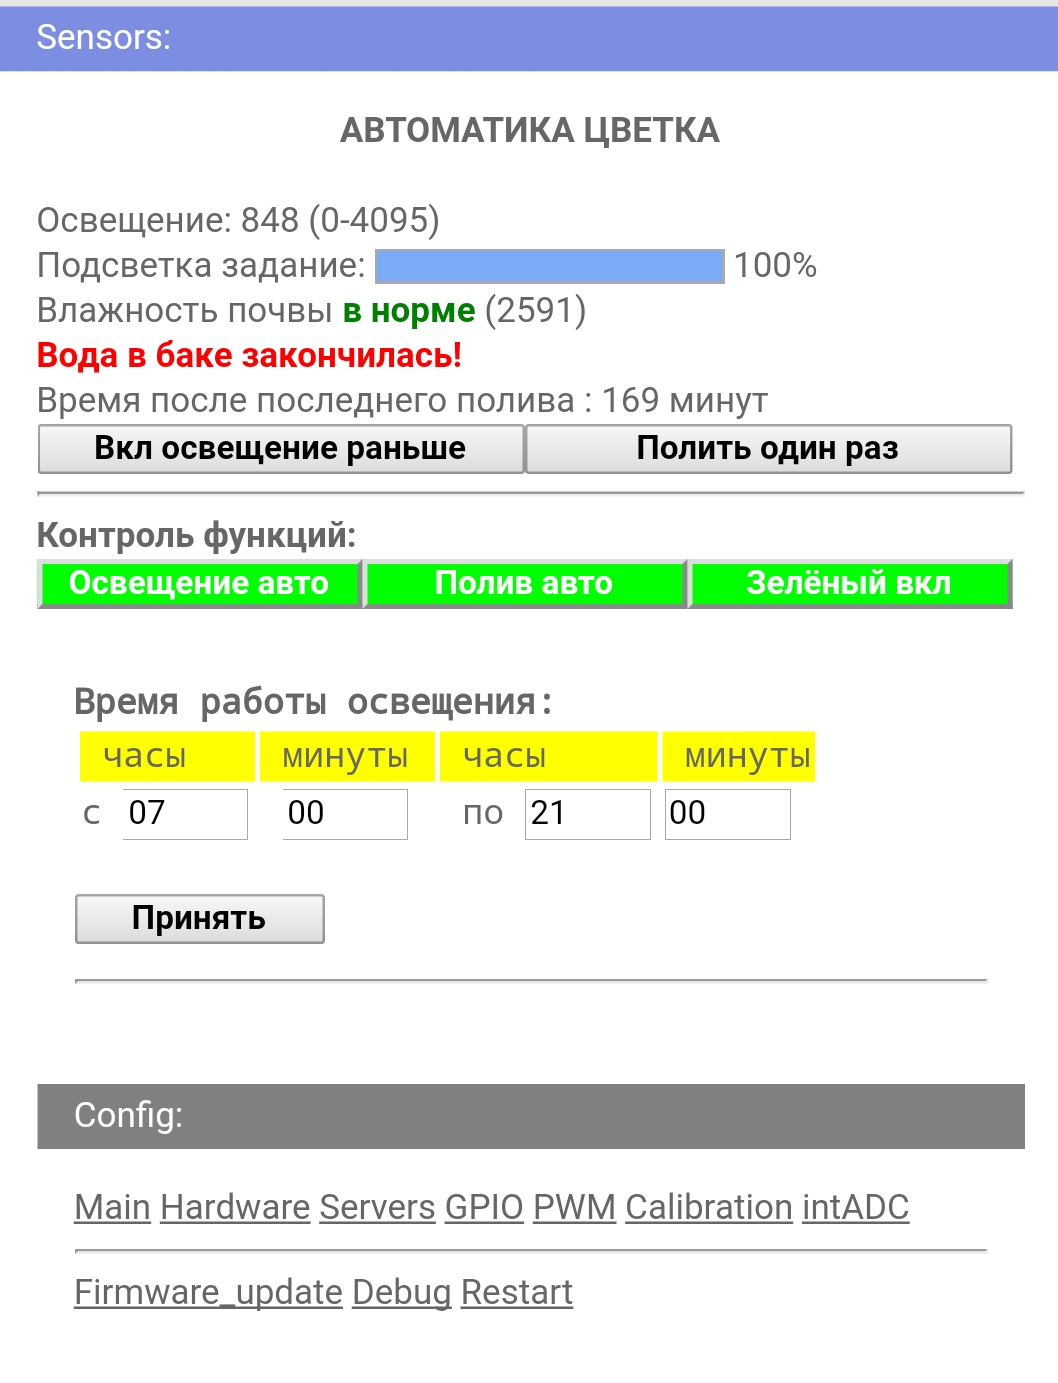 Sensors:
АВТОМАТИКА ЦВЕТКА
Освещение: 848 (0-4095)
Подсветка задание: 100%
Влажность почвы в норме (2591)
Вода в баке закончилась!
Время после последнего полива : 169 минут
Вкл освещение раньше Полить один раз
Контроль функций:
Освещение авто Полив авто Зелёный вкл
Время работы освещения:
часы минуты часы минуты
с 07 00 по 21 00
Принять
Config:
Main Hardware Servers GPIO PWM Calibration intADC
Firmware_update Debug Restart